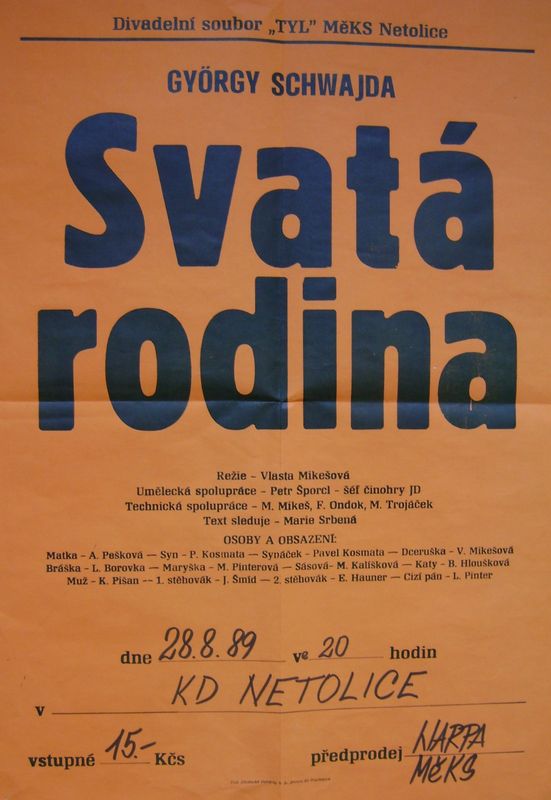 Divadelní soubor „TYL” MěKS Netolice
GYÖRGY SCHWAJDA
Svatá
rodina
Režie – Vlasta Mikešová
Umělecká spolupráce – Petr Šporcl – šéf činohry JD
Technická spolupráce – M. Mikeš, F. Ondok, M. Trojáček
Text sleduje – Marie Srbená
OSOBY A OBSAZENÍ:
Matka - A. Pešková — Syn - P. Kosmata — Synáček - Pavel Kosmata — Dceruška - V. Mikešová
Bráška - L. Borovka — Maryška - M. Pinterová — Sásová- M. Kalíšková — Katy - B. Hloušková
Muž - K. Pišan -- 1. stěhovák - J. Šmíd — 2. stěhovák - E. Hauner — Cizí pán - L. Pinter
dne 28.8.89 ve 20 hodin
v KD NETOLICE
vstupné 15.- Kčs předprodej NARPA
MěKS